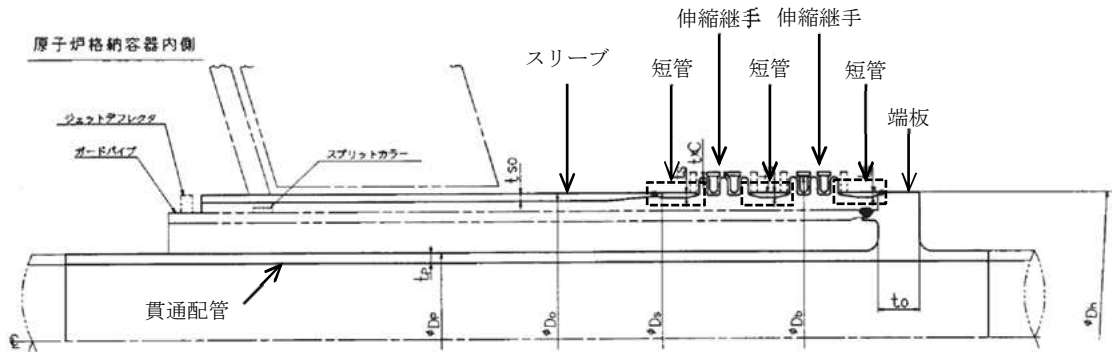 伸縮継手
伸縮継手
原子炉格納容器内側
スリーブ
短管
短管
短管
端板
ジェットデフレクタ
ガードパイプ
スプリットカラー
tso
ts
txC
tp
貫通配管
to
φDp
φDo
φDs
φDb
φDh